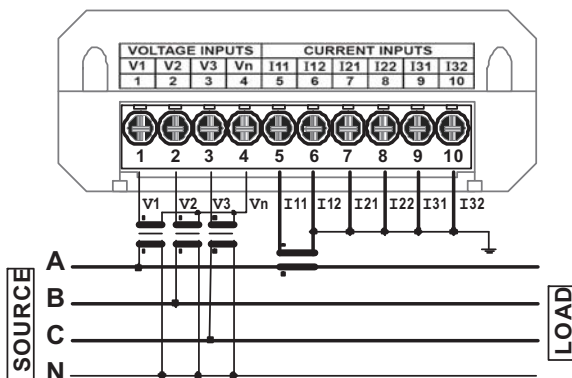 VOLTAGE INPUTS CURRENT INPUTS
V1 V2 V3 Vn I11 I12 I21 I22 I31 I32
1 2 3 4 5 6 7 8 9 10
1 2 3 4 5 6 7 8 9 10
V1 V2 V3 Vn I11 I12 I21 I22 I31 I32
SOURCE
A
B
C
N
LOAD